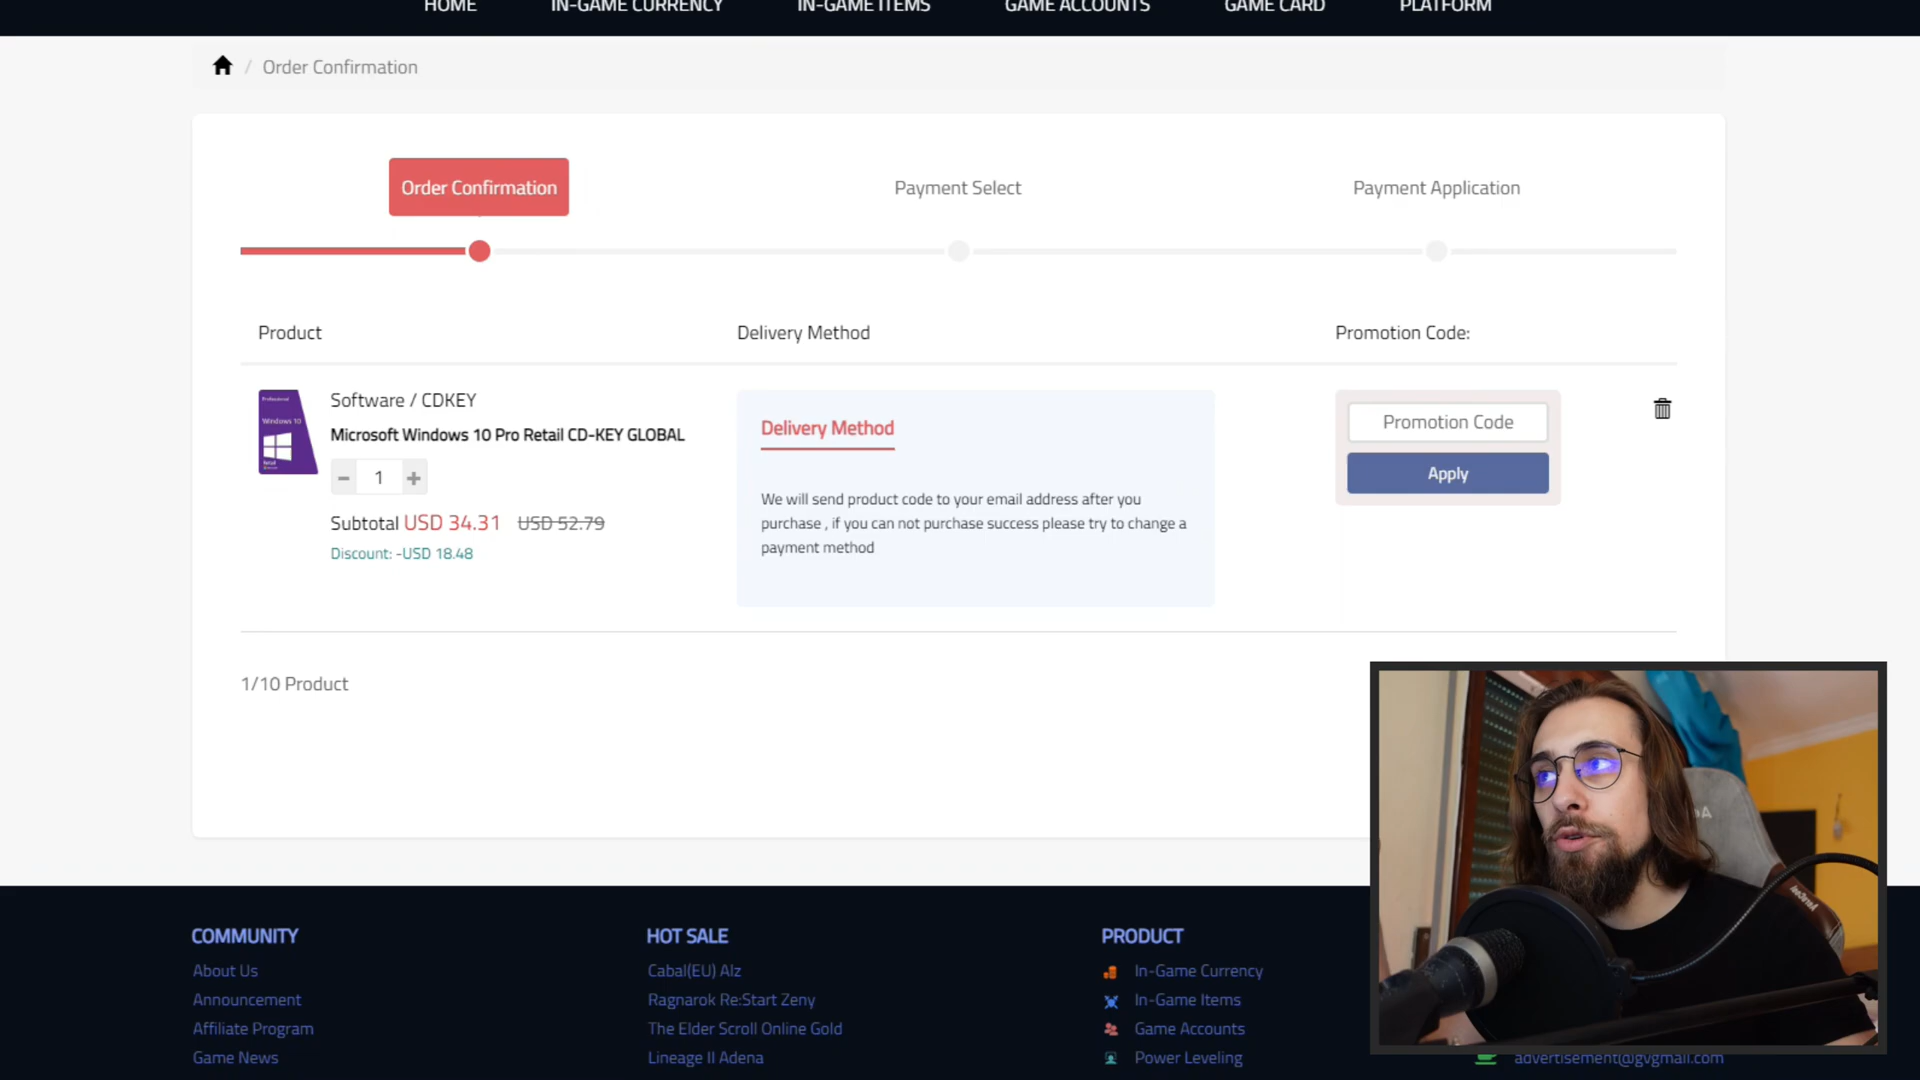 HOME IN-GAME CURRENCY IN-GAME ITEMS GAME ACCOUNTS GAME CARD PLATFORM
/ Order Confirmation
Order Confirmation Payment Select Payment Application
Product Delivery Method Promotion Code:
Software / CDKEY
Microsoft Windows 10 Pro Retail CD-KEY GLOBAL
Professional
Windows 10
- 1 +
Subtotal USD 34.31 USD 52.79
Discount: -USD 18.48
Delivery Method
We will send product code to your email address after you
purchase , if you can not purchase success please try to change a
payment method
Promotion Code
Apply
1/10 Product
COMMUNITY
About Us
Announcement
Affiliate Program
Game News
HOT SALE
Cabal(EU) Alz
Ragnarok Re:Start Zeny
The Elder Scroll Online Gold
Lineage II Adena
PRODUCT
In-Game Currency
In-Game Items
Game Accounts
Power Leveling
advertisement@gvgmall.com